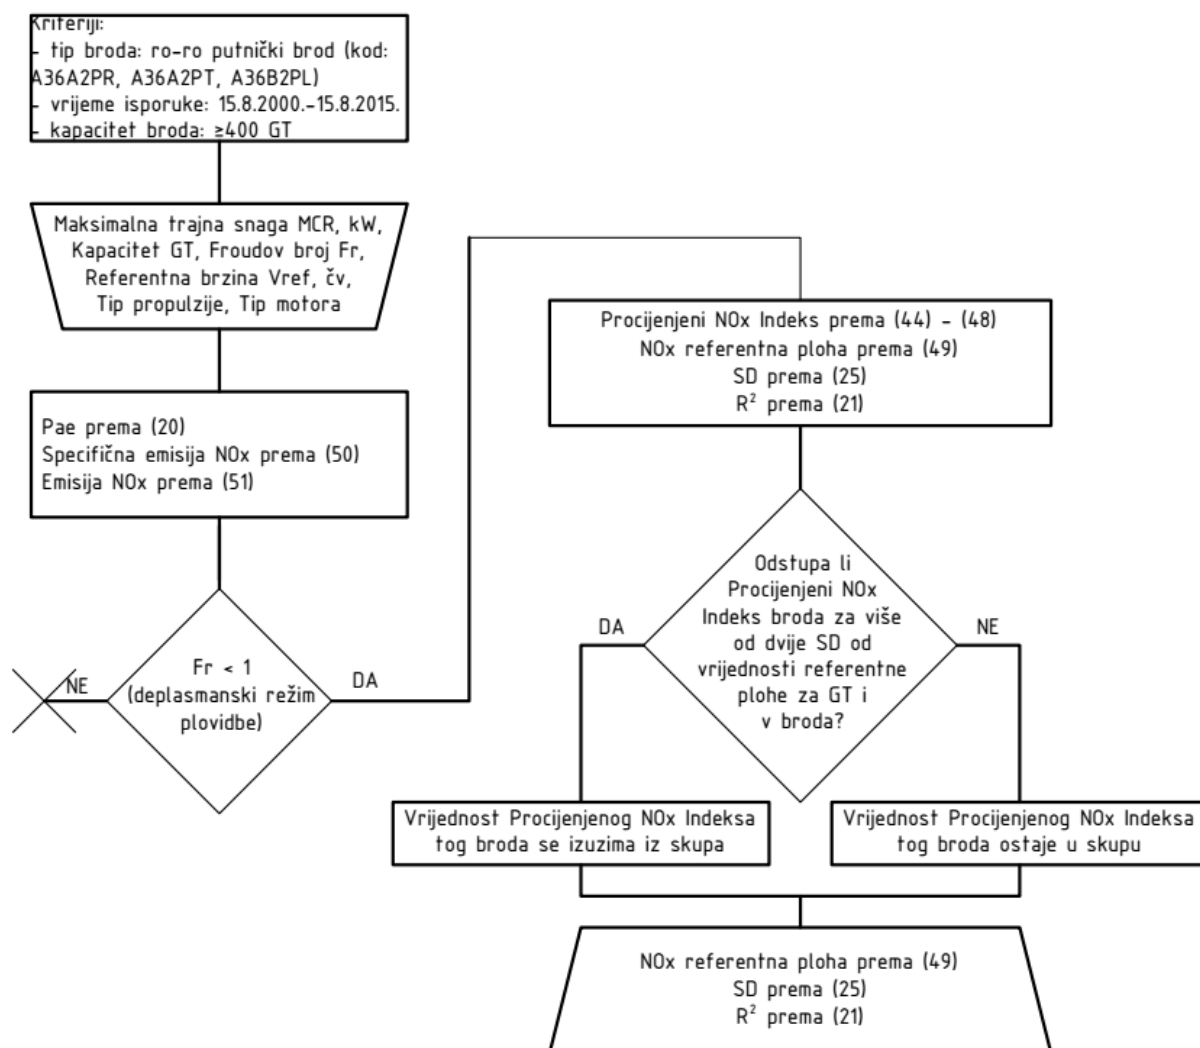 Kriteriji:
- tip broda: ro-ro putnički brod (kod:
A36A2PR, A36A2PT, A36B2PL)
- vrijeme isporuke: 15.8.2000.-15.8.2015.
- kapacitet broda: ≥400 GT
Maksimalna trajna snaga MCR, kW,
Kapacitet GT, Froudov broj Fr,
Referentna brzina Vref, čv,
Tip propulzije, Tip motora
Pae prema (20)
Specifična emisija NOx prema (50)
Emisija NOx prema (51)
Fr < 1
(deplasmanski režim
plovidbe)
NE
DA
Procijenjeni NOx Indeks prema (44) - (48)
NOx referentna ploha prema (49)
SD prema (25)
R² prema (21)
Odstupa li
Procijenjeni NOx
Indeks broda za više
od dvije SD od
vrijednosti referentne
plohe za GT i
v broda?
DA
NE
Vrijednost Procijenjenog NOx Indeksa
tog broda se izuzima iz skupa
Vrijednost Procijenjenog NOx Indeksa
tog broda ostaje u skupu
NOx referentna ploha prema (49)
SD prema (25)
R² prema (21)